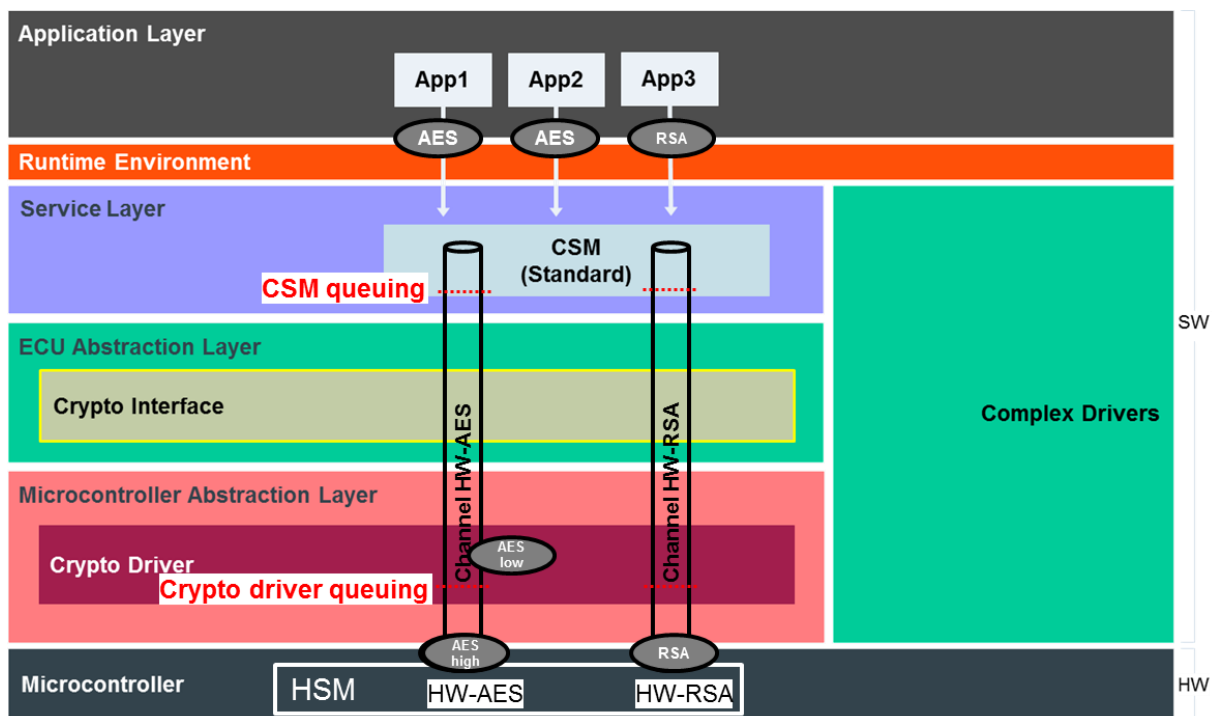 Application Layer
App1
App2
App3
AES
AES
RSA
Runtime Environment
Service Layer
CSM
(Standard)
CSM queuing
SW
ECU Abstraction Layer
Crypto Interface
Channel HW-AES
Channel HW-RSA
Complex Drivers
Microcontroller Abstraction Layer
Crypto Driver
AES
low
Crypto driver queuing
AES
high
RSA
Microcontroller
HSM
HW-AES
HW-RSA
HW